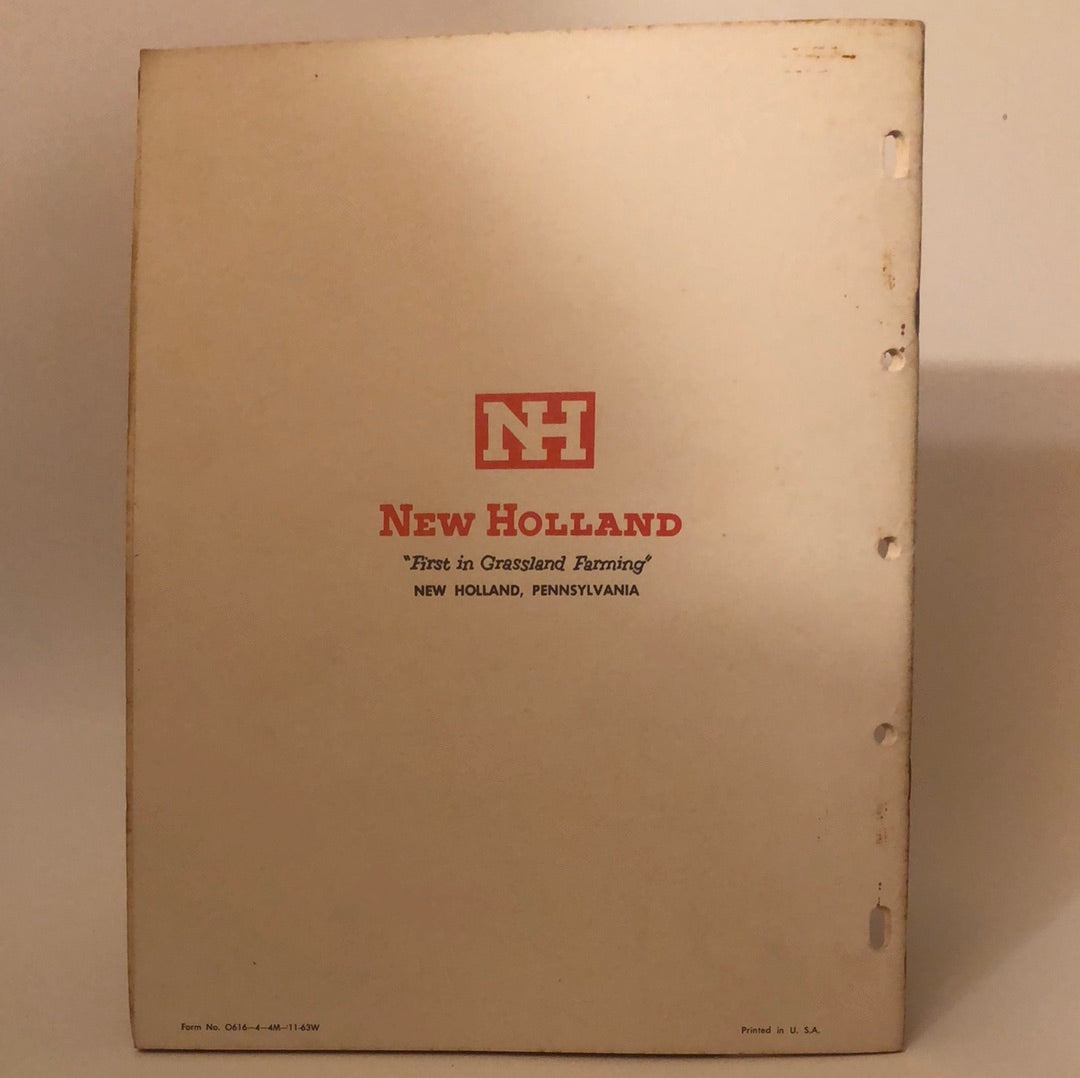 NH
NEW HOLLAND
"First in Grassland Farming"
NEW HOLLAND, PENNSYLVANIA
Form No. O616—4—4M—11-63W
Printed in U. S.A.